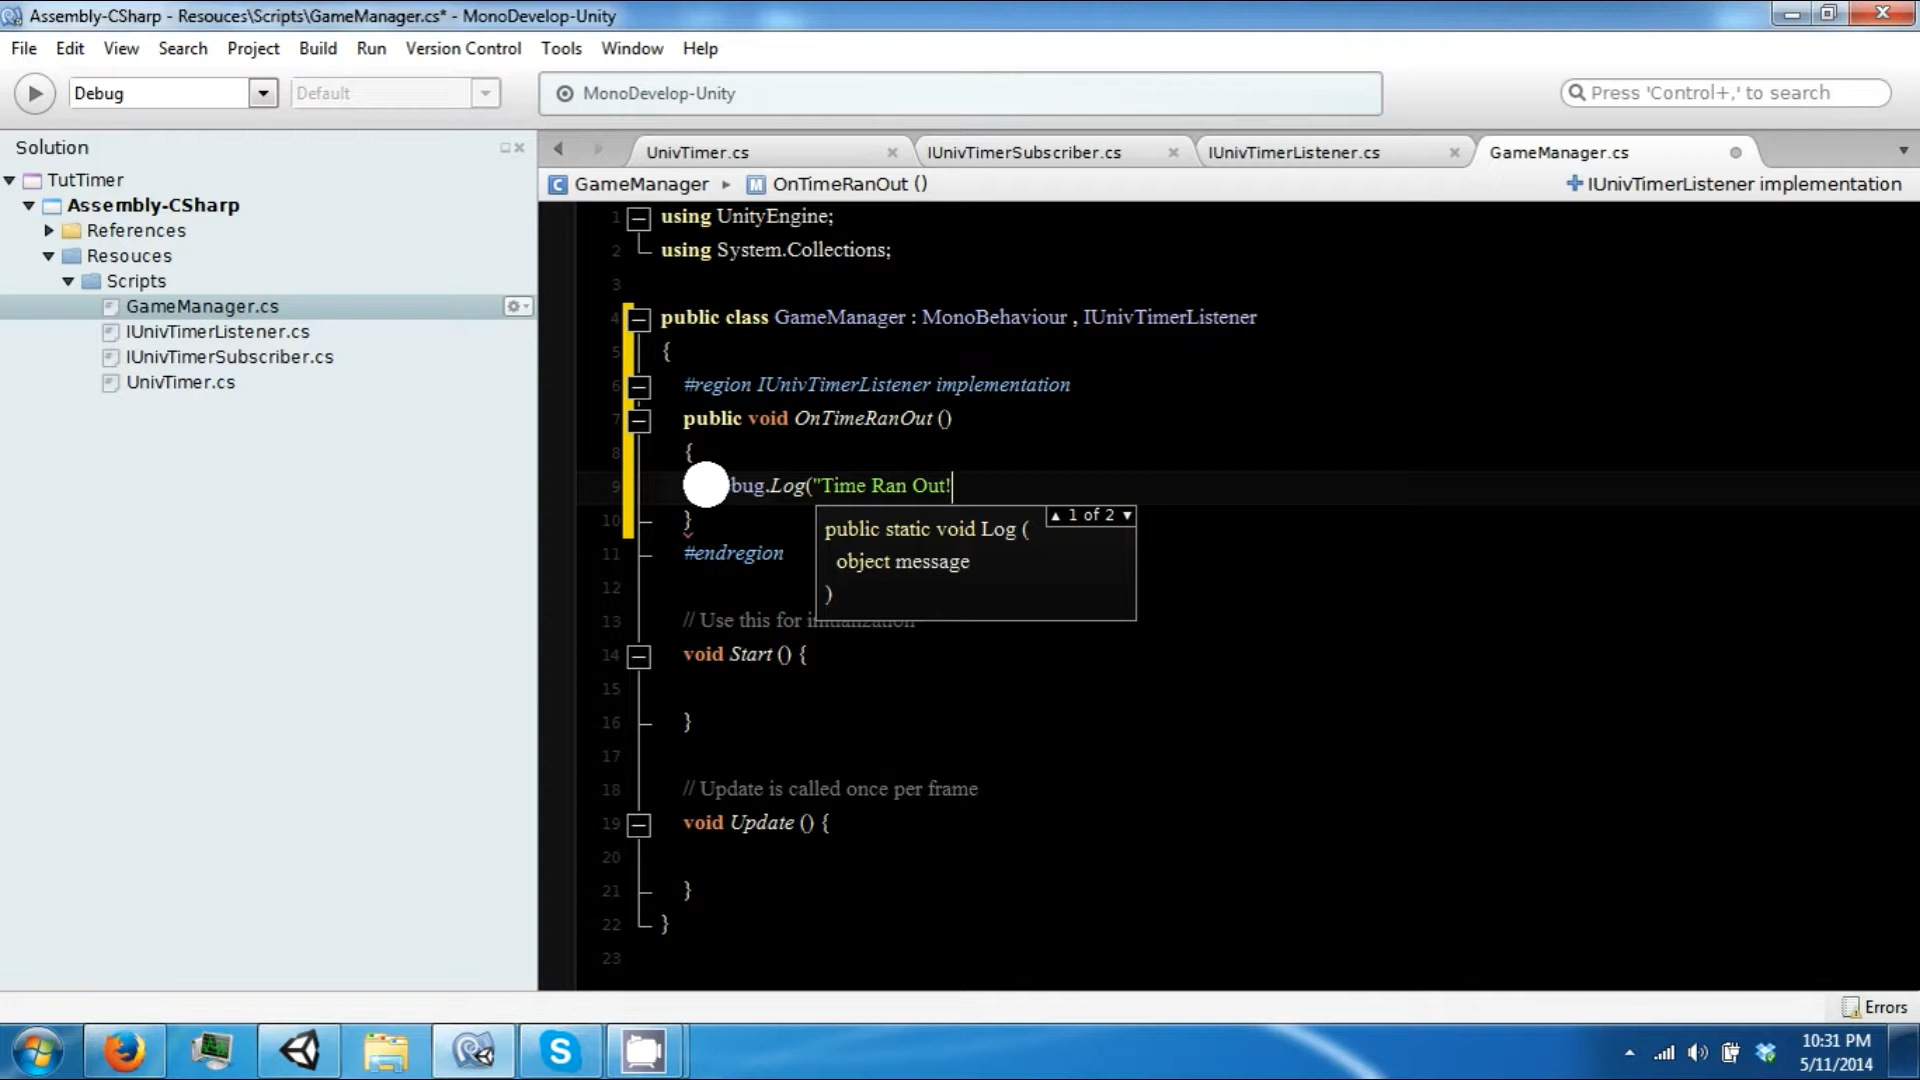 Assembly-CSharp - Resouces\Scripts\GameManager.cs* - MonoDevelop-Unity
File Edit View Search Project Build Run Version Control Tools Window Help
Debug Default MonoDevelop-Unity Press 'Control+,' to search
Solution
TutTimer
Assembly-CSharp
References
Resouces
Scripts
GameManager.cs
IUnivTimerListener.cs
IUnivTimerSubscriber.cs
UnivTimer.cs
UnivTimer.cs IUnivTimerSubscriber.cs IUnivTimerListener.cs GameManager.cs
C GameManager M OnTimeRanOut () IUnivTimerListener implementation
1 using UnityEngine;
2 using System.Collections;
3
4 public class GameManager : MonoBehaviour , IUnivTimerListener
5 {
6 #region IUnivTimerListener implementation
7 public void OnTimeRanOut ()
8 {
9 bug.Log("Time Ran Out!
10 }
11 #endregion
12
13 // Use this for
14 void Start () {
15
16 }
17
18 // Update is called once per frame
19 void Update () {
20
21 }
22 }
23
1 of 2
public static void Log (
object message
)
Errors
S
10:31 PM
5/11/2014